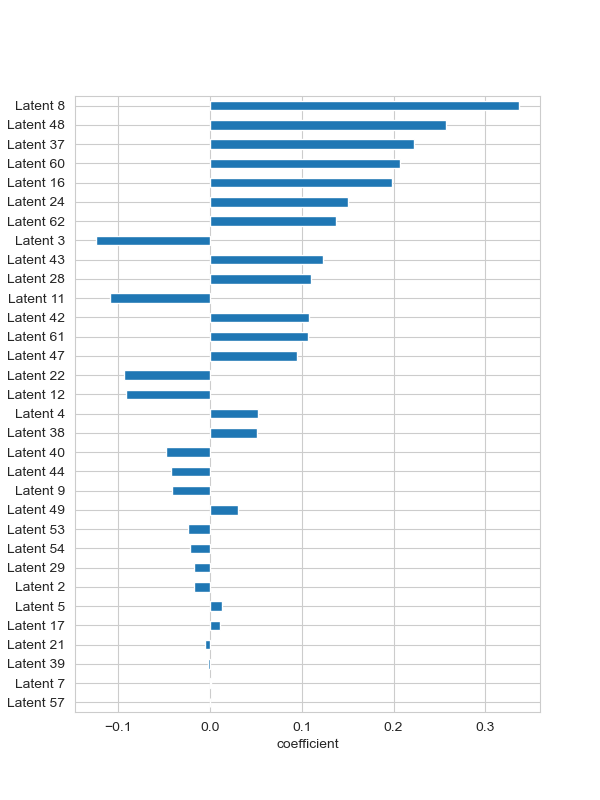 Latent 8
Latent 48
Latent 37
Latent 60
Latent 16
Latent 24
Latent 62
Latent 3
Latent 43
Latent 28
Latent 11
Latent 42
Latent 61
Latent 47
Latent 22
Latent 12
Latent 4
Latent 38
Latent 40
Latent 44
Latent 9
Latent 49
Latent 53
Latent 54
Latent 29
Latent 2
Latent 5
Latent 17
Latent 21
Latent 39
Latent 7
Latent 57
−0.1 0.0 0.1 0.2 0.3
coefficient